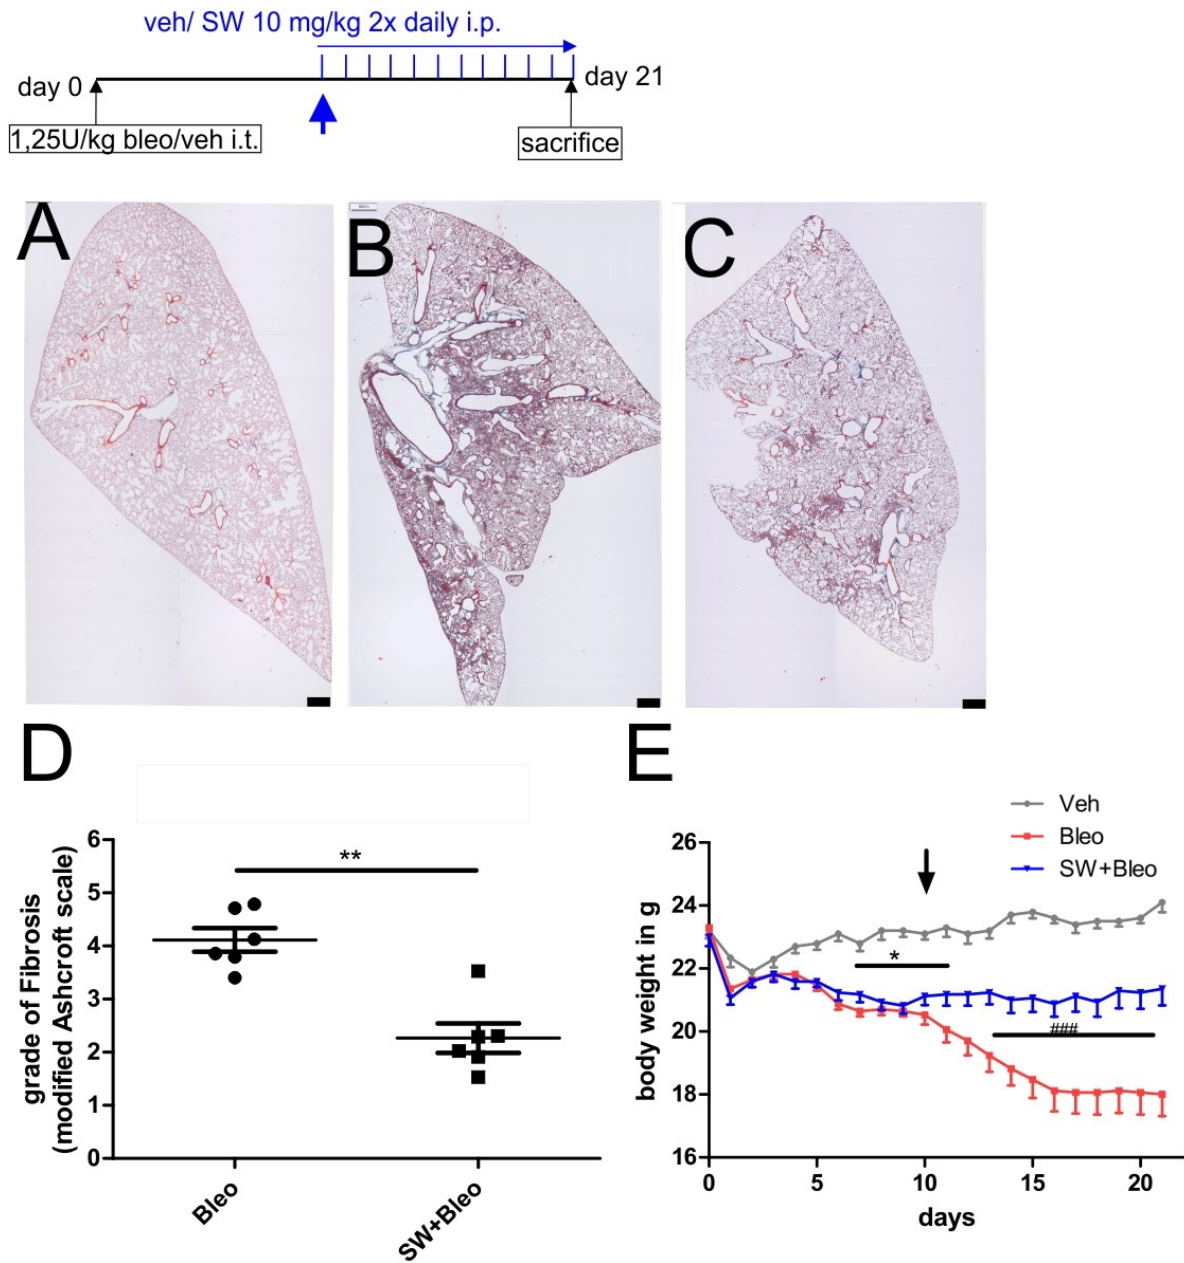 veh/ SW 10 mg/kg 2x daily i.p.
day 0
day 21
1,25U/kg bleo/veh i.t.
sacrifice
A
B
C
D
E
grade of Fibrosis
(modified Ashcroft scale)
6
5
4
3
2
1
0
**
Bleo
SW+Bleo
Veh
Bleo
SW+Bleo
body weight in g
26
24
22
20
18
16
*
###
0 5 10 15 20
days